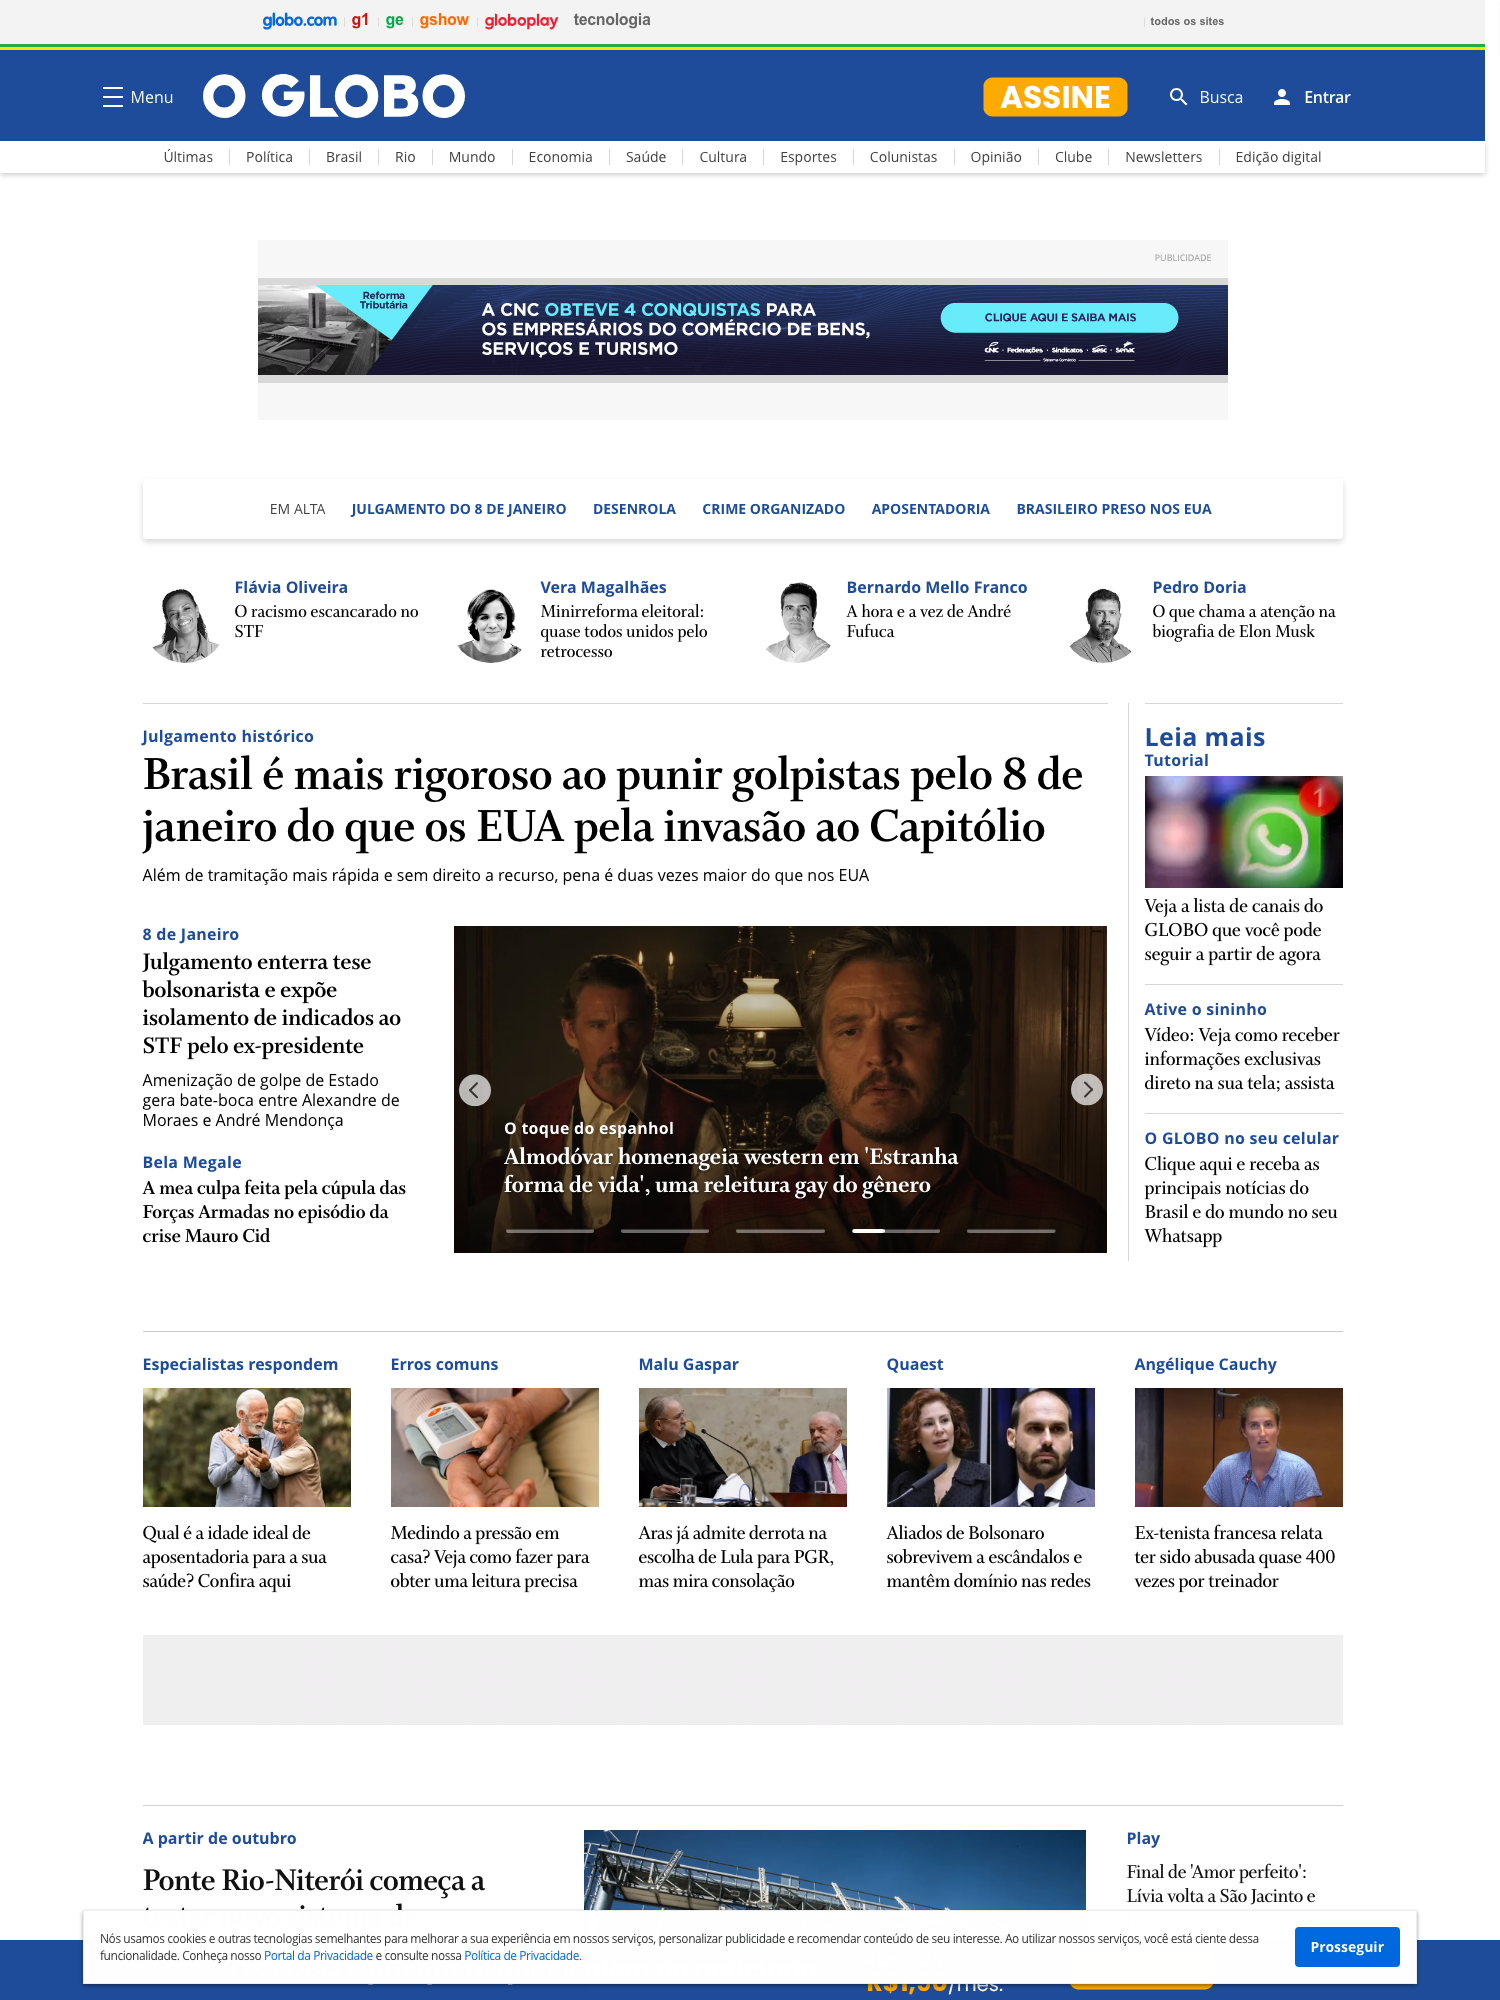 globo.com g1 ge gshow globoplay tecnologia todos os sites
Menu O GLOBO ASSINE Busca Entrar
Últimas Política Brasil Rio Mundo Economia Saúde Cultura Esportes Colunistas Opinião Clube Newsletters Edição digital
PUBLICIDADE
Reforma
Tributária
A CNC OBTEVE 4 CONQUISTAS PARA
OS EMPRESÁRIOS DO COMÉRCIO DE BENS,
SERVIÇOS E TURISMO
CLIQUE AQUI E SAIBA MAIS
CNC · Federações · Sindicatos · Sesc · Senac
Sistema Comércio
EM ALTA JULGAMENTO DO 8 DE JANEIRO DESENROLA CRIME ORGANIZADO APOSENTADORIA BRASILEIRO PRESO NOS EUA
Flávia Oliveira
O racismo escancarado no
STF
Vera Magalhães
Minirreforma eleitoral:
quase todos unidos pelo
retrocesso
Bernardo Mello Franco
A hora e a vez de André
Fufuca
Pedro Doria
O que chama a atenção na
biografia de Elon Musk
Julgamento histórico
Brasil é mais rigoroso ao punir golpistas pelo 8 de
janeiro do que os EUA pela invasão ao Capitólio
Além de tramitação mais rápida e sem direito a recurso, pena é duas vezes maior do que nos EUA
8 de Janeiro
Julgamento enterra tese
bolsonarista e expõe
isolamento de indicados ao
STF pelo ex-presidente
Amenização de golpe de Estado
gera bate-boca entre Alexandre de
Moraes e André Mendonça
Bela Megale
A mea culpa feita pela cúpula das
Forças Armadas no episódio da
crise Mauro Cid
O toque do espanhol
Almodóvar homenageia western em 'Estranha
forma de vida', uma releitura gay do gênero
Leia mais
Tutorial
1
Veja a lista de canais do
GLOBO que você pode
seguir a partir de agora
Ative o sininho
Vídeo: Veja como receber
informações exclusivas
direto na sua tela; assista
O GLOBO no seu celular
Clique aqui e receba as
principais notícias do
Brasil e do mundo no seu
Whatsapp
Especialistas respondem
Qual é a idade ideal de
aposentadoria para a sua
saúde? Confira aqui
Erros comuns
Medindo a pressão em
casa? Veja como fazer para
obter uma leitura precisa
Malu Gaspar
Aras já admite derrota na
escolha de Lula para PGR,
mas mira consolação
Quaest
Aliados de Bolsonaro
sobrevivem a escândalos e
mantêm domínio nas redes
Angélique Cauchy
Ex-tenista francesa relata
ter sido abusada quase 400
vezes por treinador
A partir de outubro
Ponte Rio-Niterói começa a
Play
Final de 'Amor perfeito':
Lívia volta a São Jacinto e
Nós usamos cookies e outras tecnologias semelhantes para melhorar a sua experiência em nossos serviços, personalizar publicidade e recomendar conteúdo de seu interesse. Ao utilizar nossos serviços, você está ciente dessa
funcionalidade. Conheça nosso Portal da Privacidade e consulte nossa Política de Privacidade.
Prosseguir
/mês.